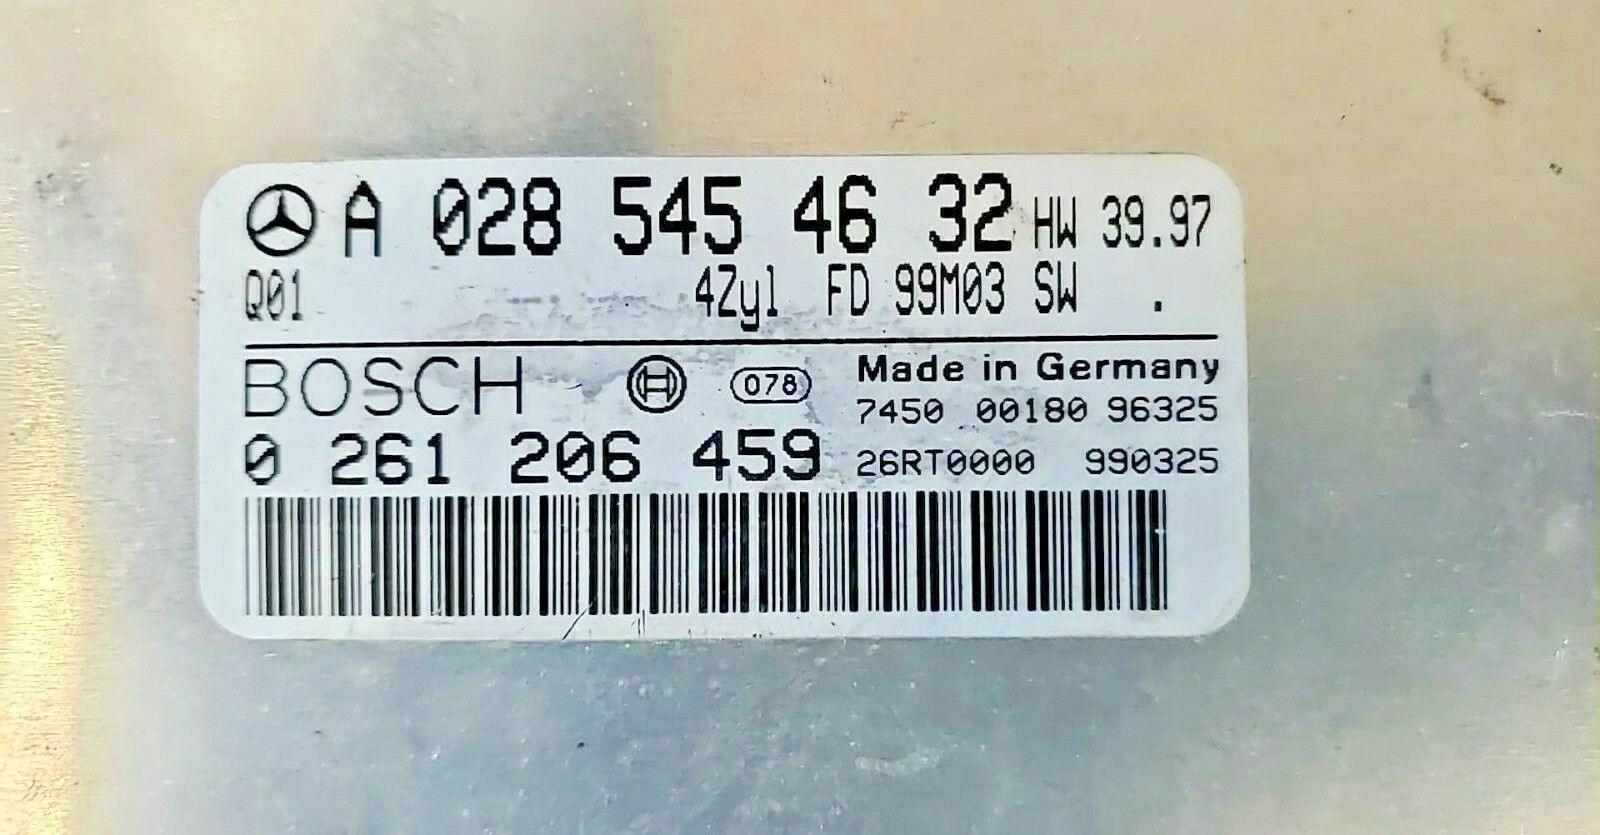 A 028 545 46 32 HW 39.97
Q01 4Zyl FD 99M03 SW .
BOSCH 078 Made in Germany
7450 00180 96325
0 261 206 459 26RT0000 990325